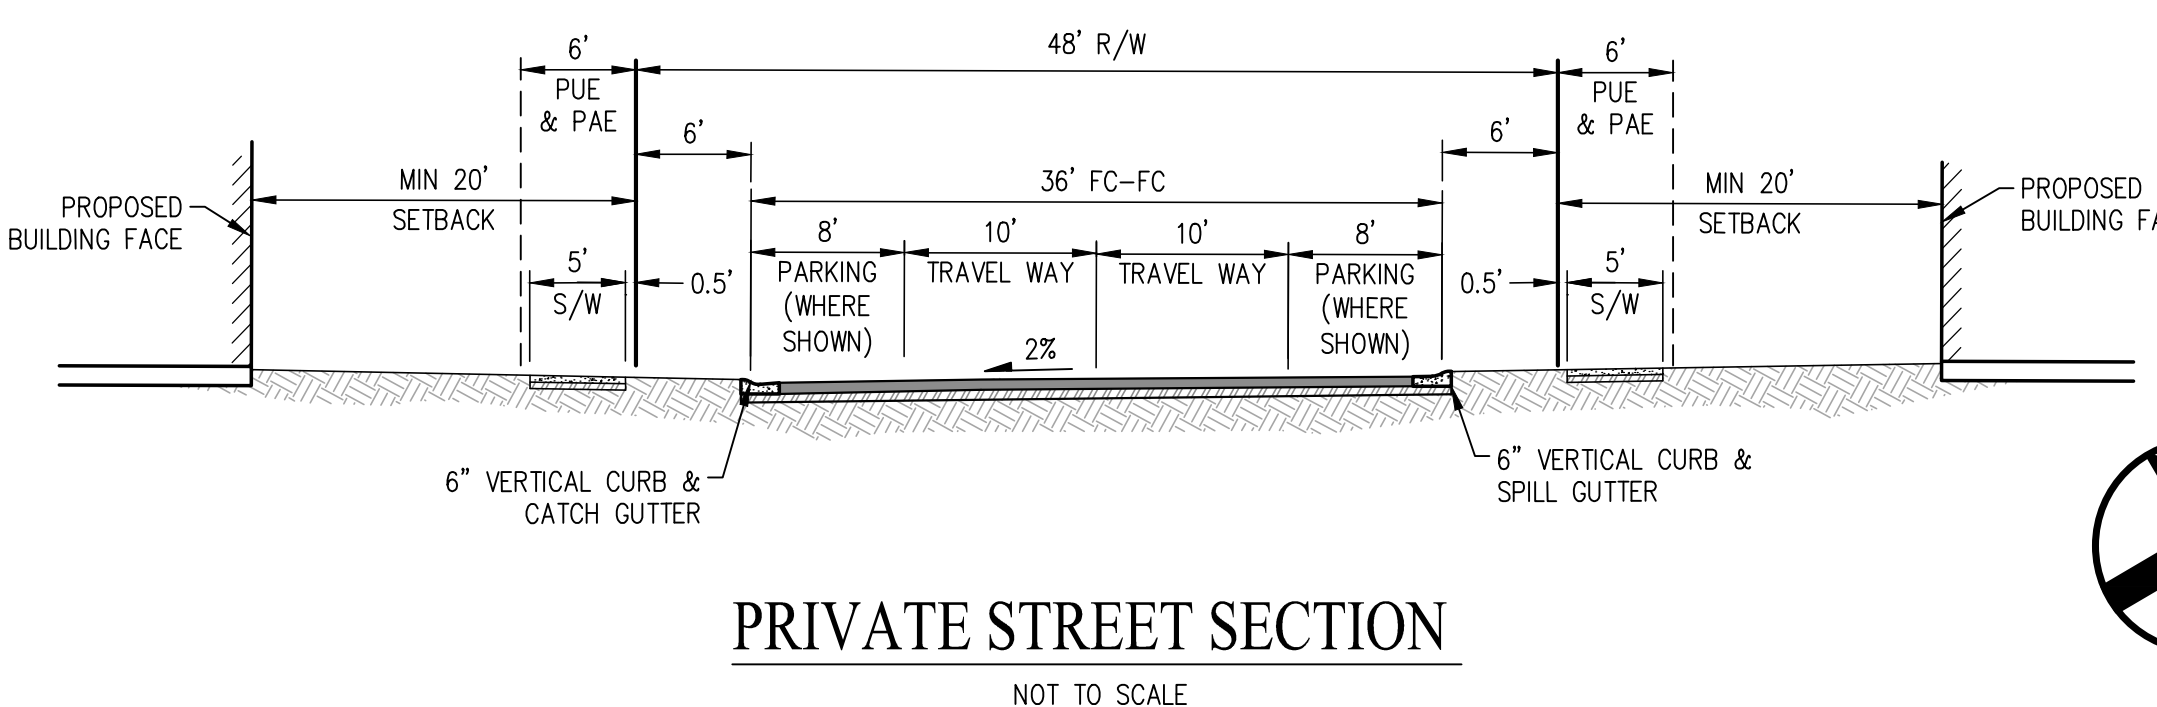 48' R/W
6'
PUE
& PAE
6'
PUE
& PAE
6'
6'
MIN 20'
SETBACK
36' FC-FC
MIN 20'
SETBACK
PROPOSED
BUILDING FACE
PROPOSED
BUILDING
8'
PARKING
(WHERE
SHOWN)
10'
TRAVEL WAY
10'
TRAVEL WAY
8'
PARKING
(WHERE
SHOWN)
5'
S/W
0.5'
0.5'
5'
S/W
2%
6" VERTICAL CURB &
CATCH GUTTER
6" VERTICAL CURB &
SPILL GUTTER
PRIVATE STREET SECTION
NOT TO SCALE